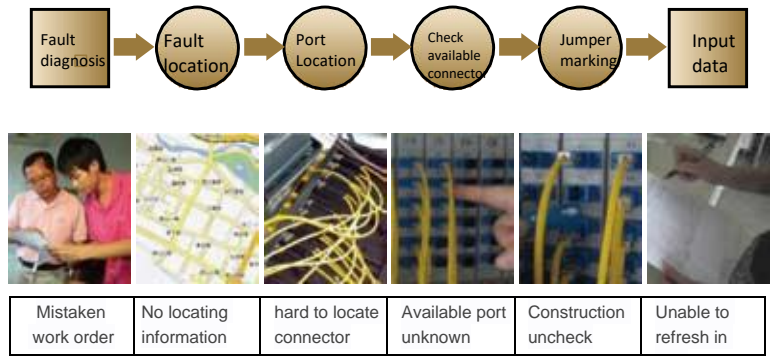 Fault
diagnosis
Fault
location
Port
Location
Check
available
connector
Jumper
marking
Input
data
Mistaken
work order
No locating
information
hard to locate
connector
Available port
unknown
Construction
uncheck
Unable to
refresh in